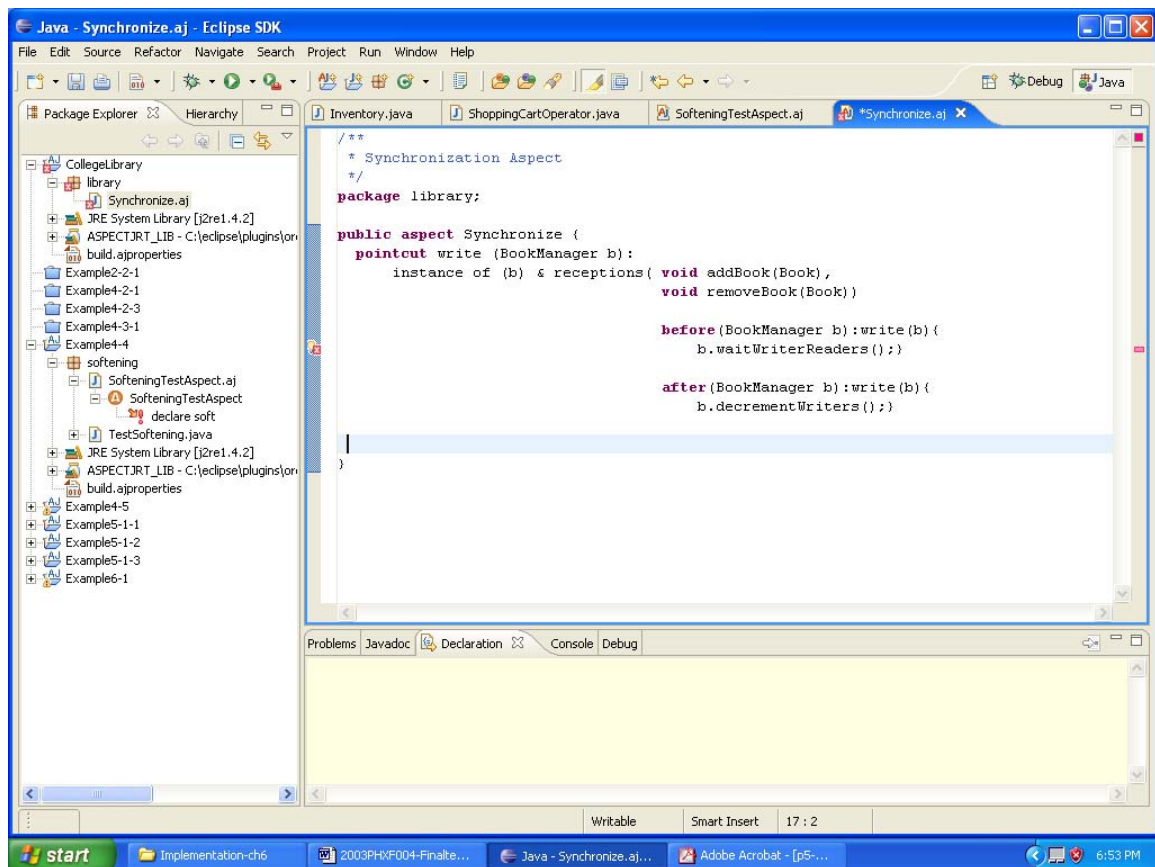 Java - Synchronize.aj - Eclipse SDK
File Edit Source Refactor Navigate Search Project Run Window Help
Debug Java
Package Explorer Hierarchy
Inventory.java ShoppingCartOperator.java SofteningTestAspect.aj *Synchronize.aj
CollegeLibrary
library
Synchronize.aj
JRE System Library [j2re1.4.2]
ASPECTJRT_LIB - C:\eclipse\plugins\or
build.ajproperties
Example2-2-1
Example4-2-1
Example4-2-3
Example4-3-1
Example4-4
softening
SofteningTestAspect.aj
SofteningTestAspect
declare soft
TestSoftening.java
JRE System Library [j2re1.4.2]
ASPECTJRT_LIB - C:\eclipse\plugins\or
build.ajproperties
Example4-5
Example5-1-1
Example5-1-2
Example5-1-3
Example6-1
/**
* Synchronization Aspect
*/
package library;
public aspect Synchronize {
pointcut write (BookManager b):
instance of (b) & receptions( void addBook(Book),
void removeBook(Book))
before(BookManager b):write(b){
b.waitWriterReaders();}
after(BookManager b):write(b){
b.decrementWriters();}
}
Problems Javadoc Declaration Console Debug
Writable Smart Insert 17 : 2
start Implementation-ch6 2003PHXF004-Finalte... Java - Synchronize.aj... Adobe Acrobat - [p5-... 6:53 PM